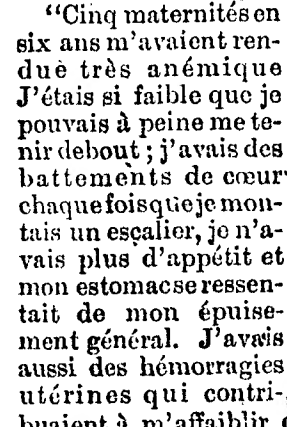 “Cinq maternités en
six ans m'avaient ren-
due très anémique
J'étais si faible que je
pouvais à peine me te-
nir debout ; j'avais des
battements de cœur
chaque fois que je mon-
tais un escalier, je n'a-
vais plus d'appétit et
mon estomac se ressen-
tait de mon épuise-
ment général. J'avais
aussi des hémorragies
utérines qui contri-
buaient à m'affaiblir